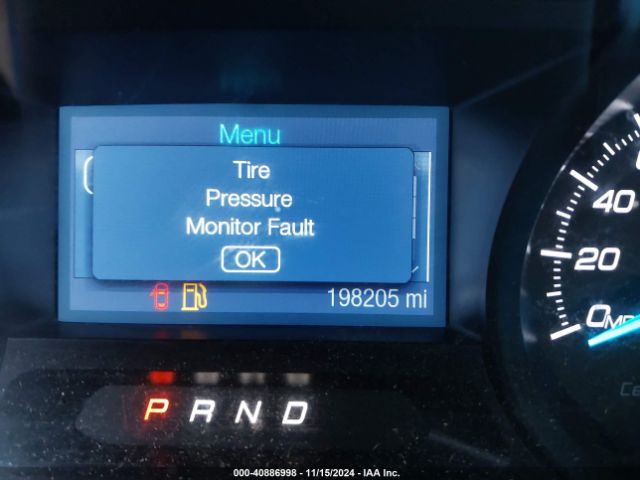 Menu
Tire
Pressure
Monitor Fault
OK
198205 mi
40
20
0
P R N D
000-40886998 - 11/15/2024 - IAA Inc.